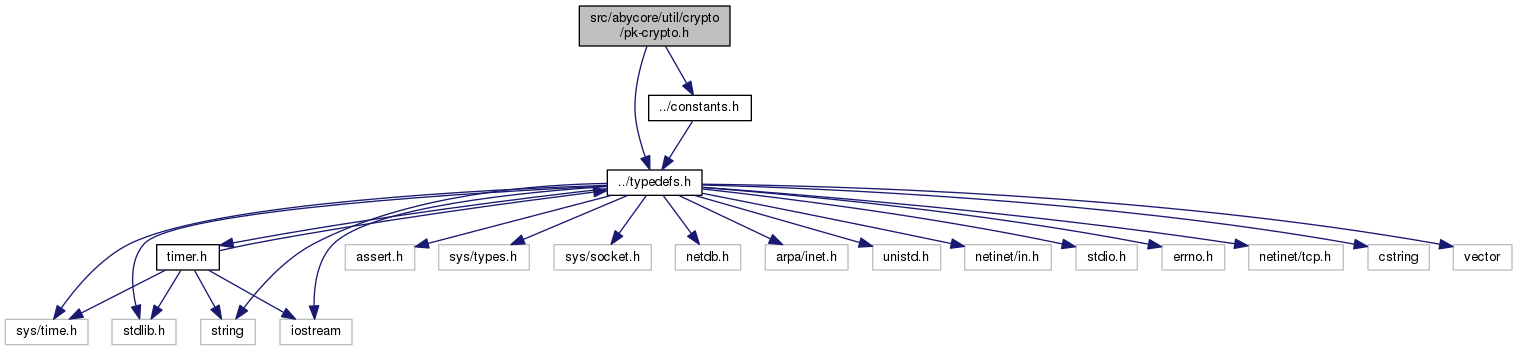 src/abycore/util/crypto
/pk-crypto.h
../constants.h
../typedefs.h
timer.h
assert.h
sys/types.h
sys/socket.h
netdb.h
arpa/inet.h
unistd.h
netinet/in.h
stdio.h
errno.h
netinet/tcp.h
cstring
vector
sys/time.h
stdlib.h
string
iostream